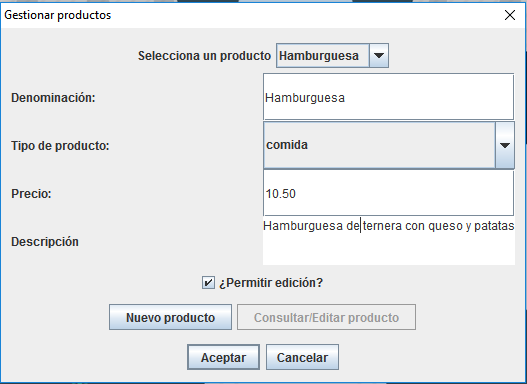 Gestionar productos
Selecciona un producto Hamburguesa
Denominación: Hamburguesa
Tipo de producto: comida
Precio: 10.50
Descripción Hamburguesa de ternera con queso y patatas
¿Permitir edición?
Nuevo producto Consultar/Editar producto
Aceptar Cancelar